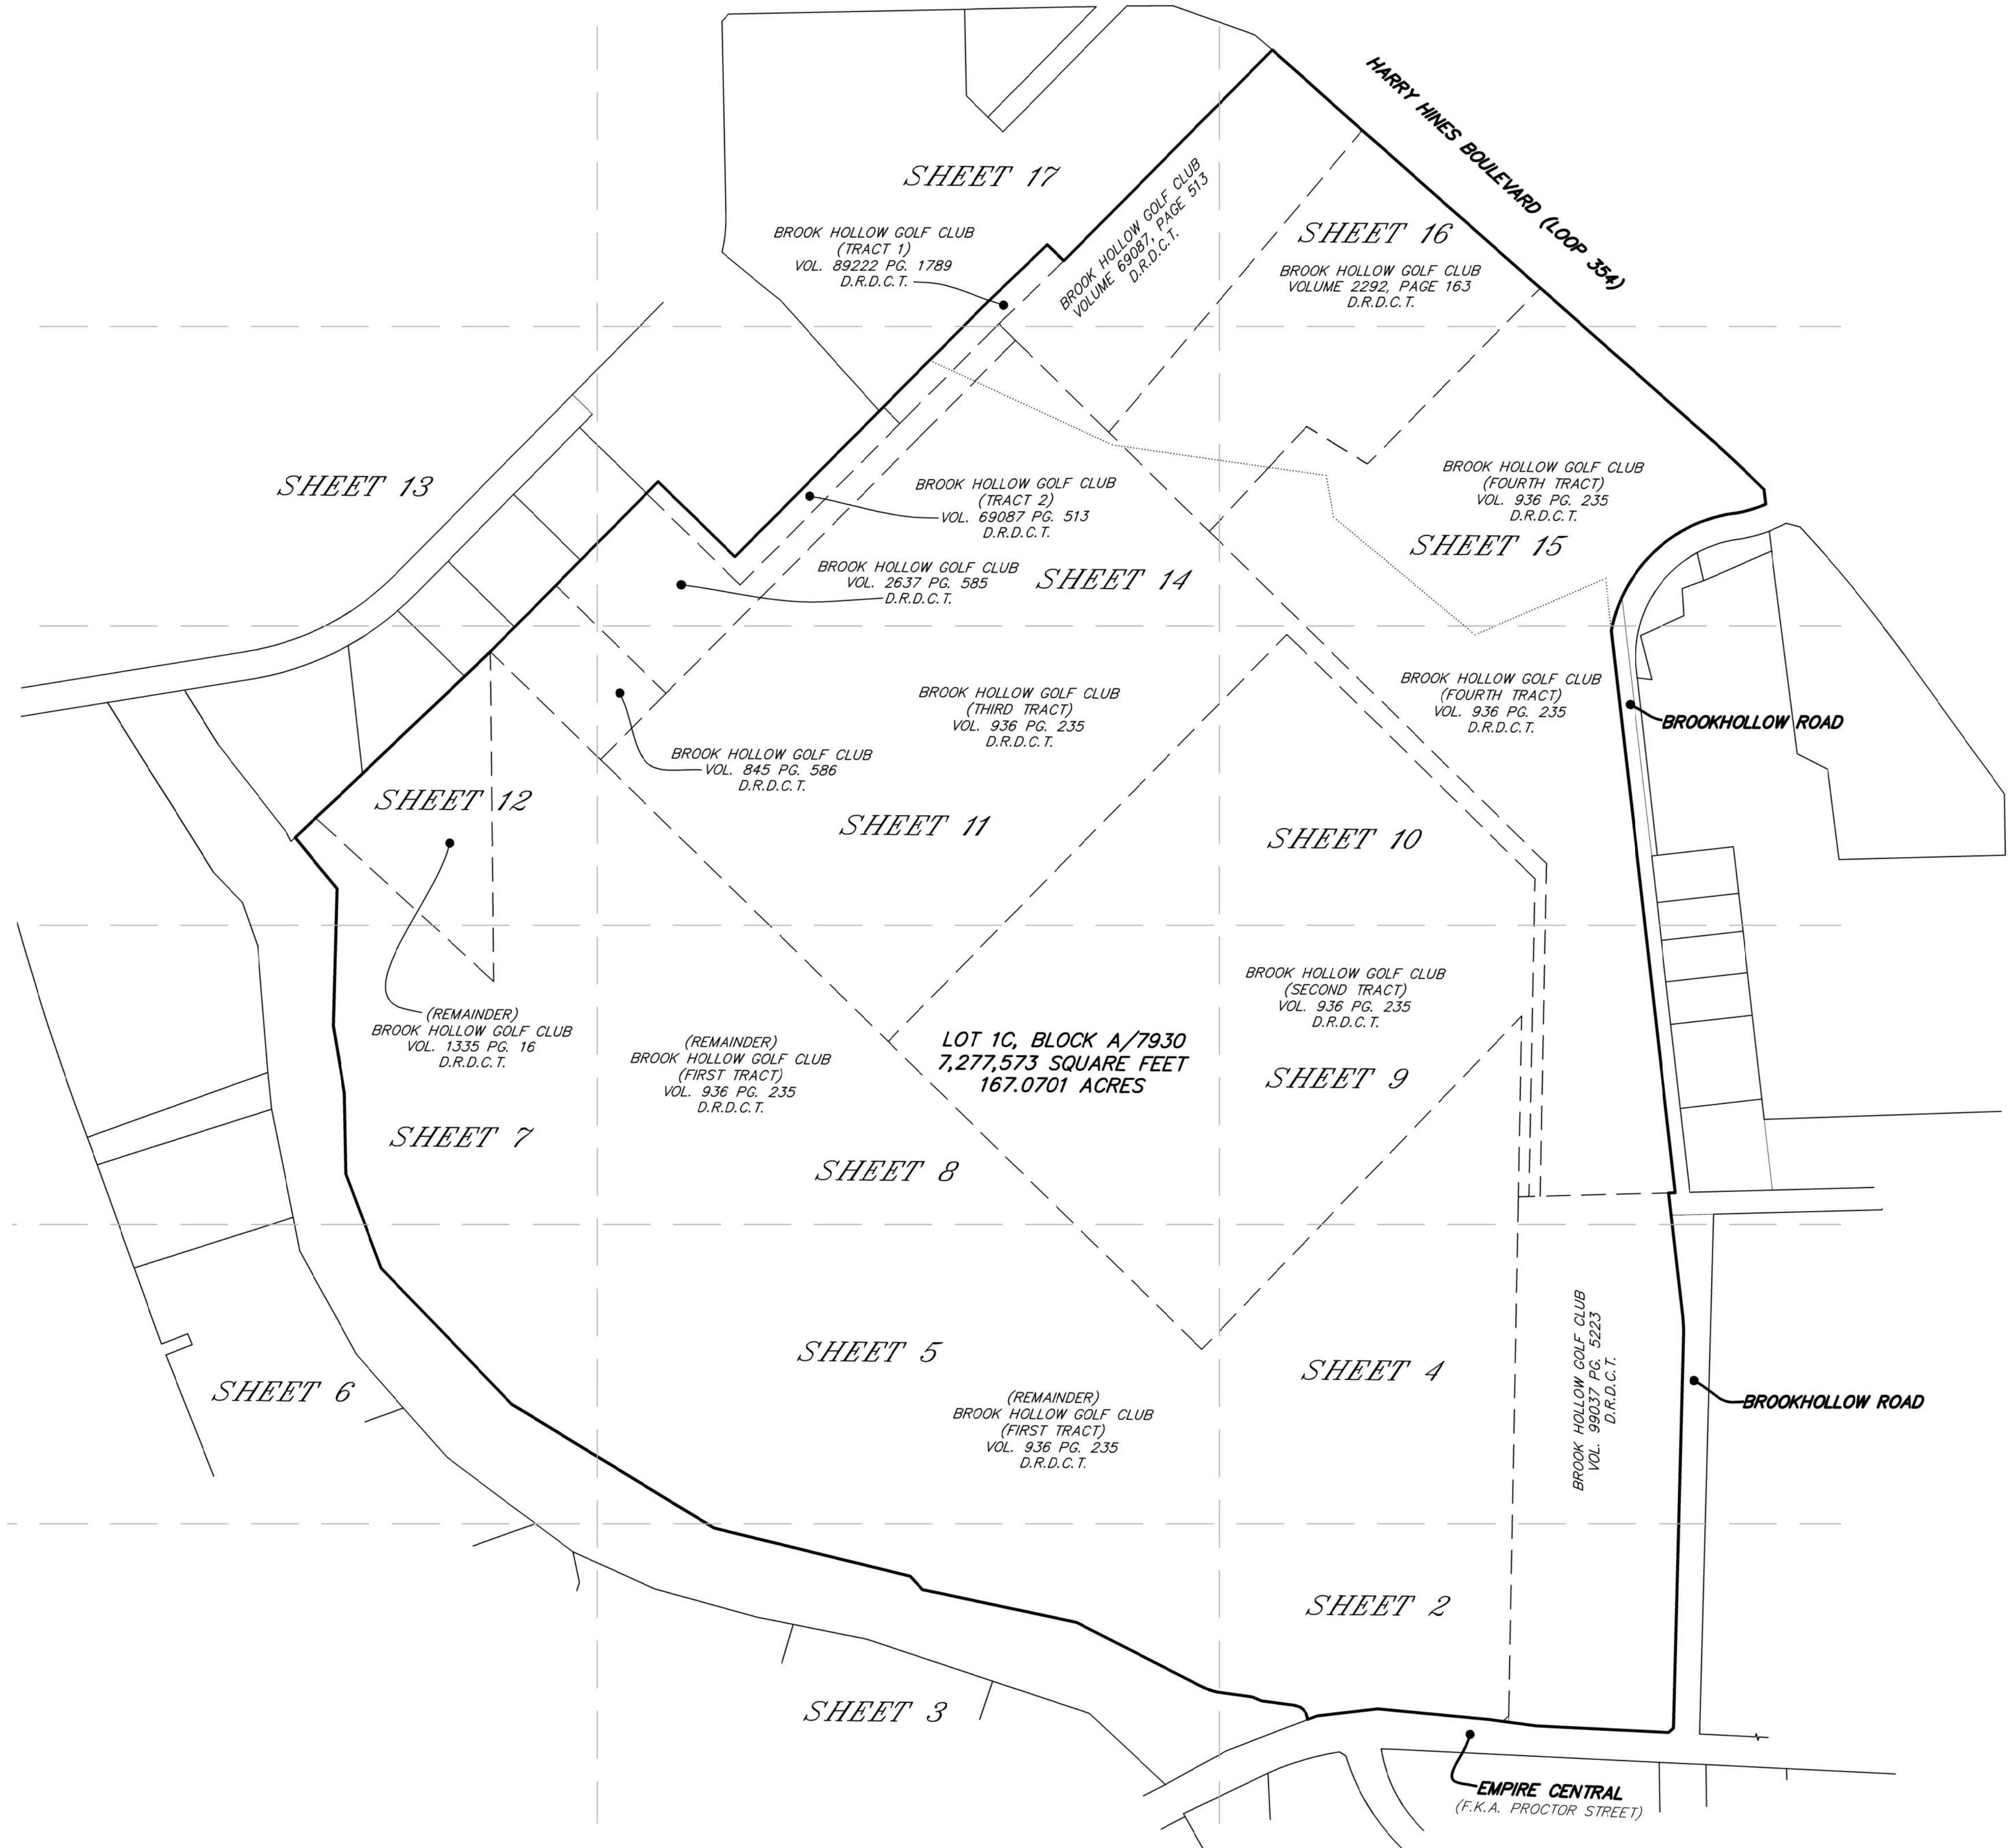 HARRY HINES BOULEVARD (LOOP 354)
SHEET 17
BROOK HOLLOW GOLF CLUB
VOLUME 69087, PAGE 513
D.R.D.C.T.
BROOK HOLLOW GOLF CLUB
(TRACT 1)
VOL. 89222 PG. 1789
D.R.D.C.T.
SHEET 16
BROOK HOLLOW GOLF CLUB
VOLUME 2292, PAGE 163
D.R.D.C.T.
SHEET 13
BROOK HOLLOW GOLF CLUB
(TRACT 2)
VOL. 69087 PG. 513
D.R.D.C.T.
BROOK HOLLOW GOLF CLUB
(FOURTH TRACT)
VOL. 936 PG. 235
D.R.D.C.T.
SHEET 15
BROOK HOLLOW GOLF CLUB
VOL. 2637 PG. 585
D.R.D.C.T.
SHEET 14
BROOK HOLLOW GOLF CLUB
(THIRD TRACT)
VOL. 936 PG. 235
D.R.D.C.T.
BROOK HOLLOW GOLF CLUB
(FOURTH TRACT)
VOL. 936 PG. 235
D.R.D.C.T.
BROOKHOLLOW ROAD
BROOK HOLLOW GOLF CLUB
VOL. 845 PG. 586
D.R.D.C.T.
SHEET 12
SHEET 11
SHEET 10
(REMAINDER)
BROOK HOLLOW GOLF CLUB
VOL. 1335 PG. 16
D.R.D.C.T.
(REMAINDER)
BROOK HOLLOW GOLF CLUB
(FIRST TRACT)
VOL. 936 PG. 235
D.R.D.C.T.
LOT 1C, BLOCK A/7930
7,277,573 SQUARE FEET
167.0701 ACRES
BROOK HOLLOW GOLF CLUB
(SECOND TRACT)
VOL. 936 PG. 235
D.R.D.C.T.
SHEET 9
SHEET 7
SHEET 8
SHEET 5
SHEET 4
SHEET 6
(REMAINDER)
BROOK HOLLOW GOLF CLUB
(FIRST TRACT)
VOL. 936 PG. 235
D.R.D.C.T.
BROOK HOLLOW GOLF CLUB
VOL. 99037 PG. 5223
D.R.D.C.T.
BROOKHOLLOW ROAD
SHEET 2
SHEET 3
EMPIRE CENTRAL
(F.K.A. PROCTOR STREET)